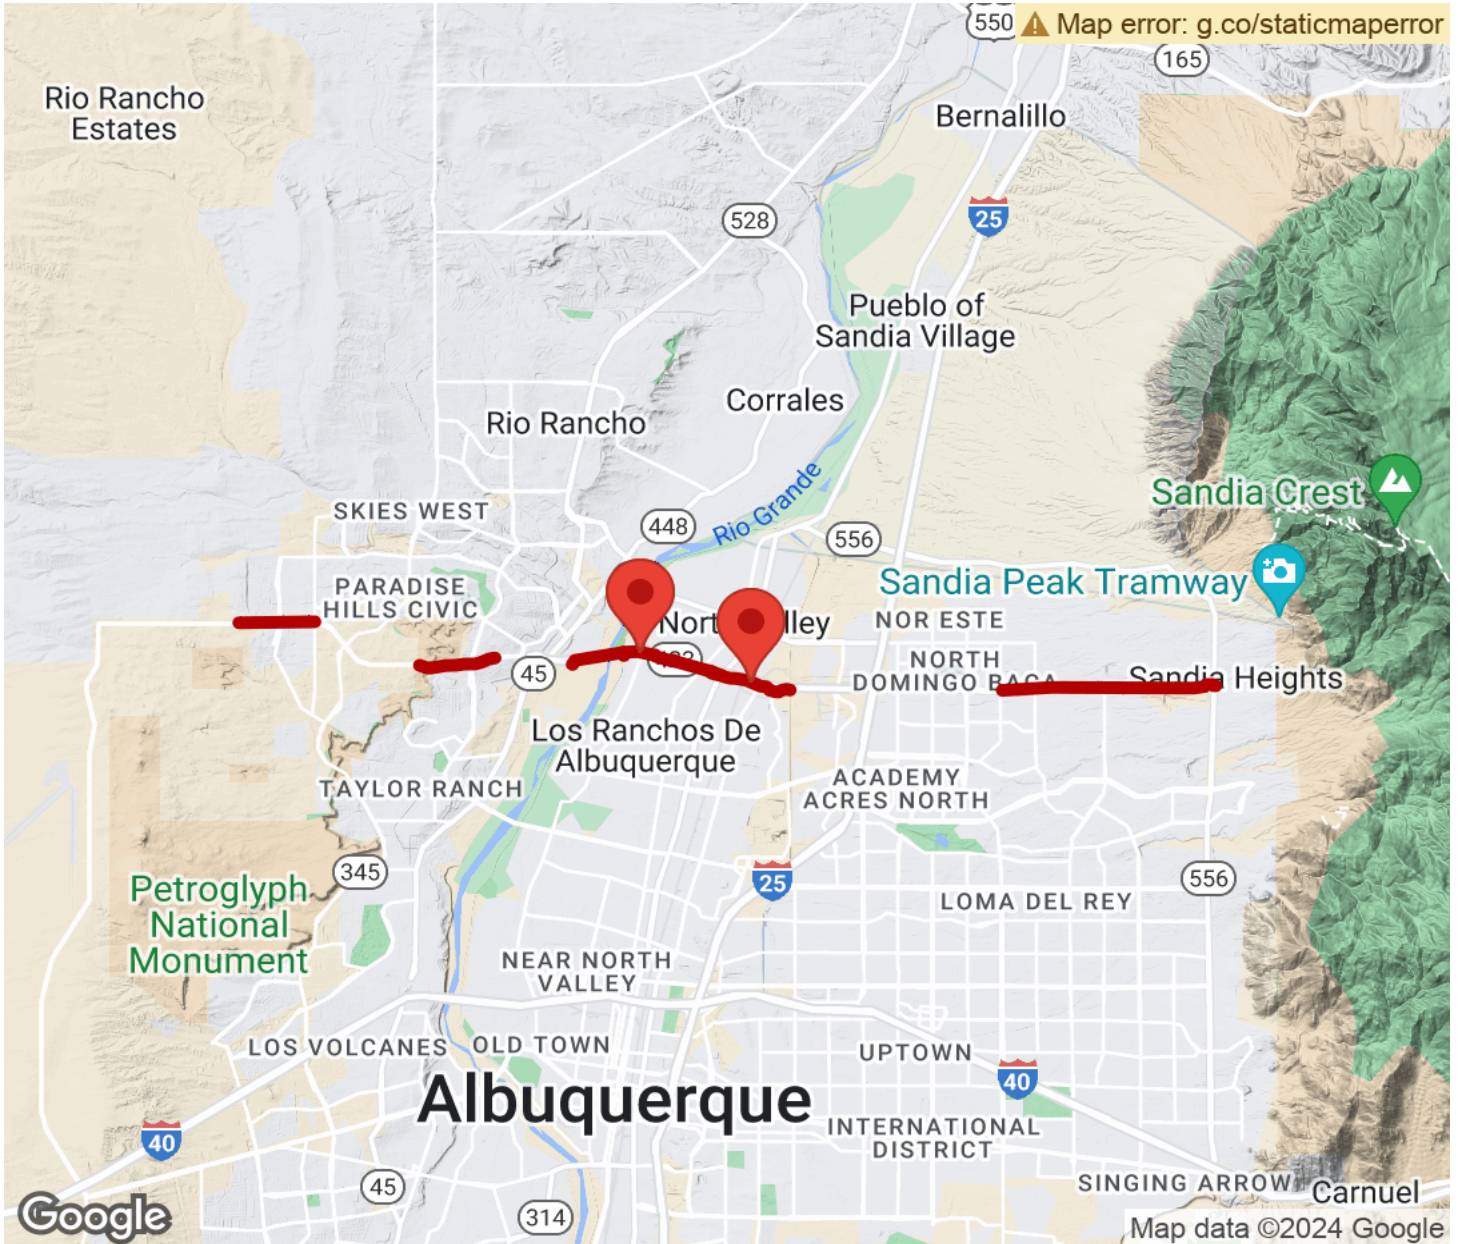 550
Map error: g.co/staticmaperror
165
Rio Rancho
Estates
Bernalillo
528
25
Pueblo of
Sandia Village
Corrales
Rio Rancho
Rio Grande
Sandia Crest
SKIES WEST
448
556
Sandia Peak Tramway
PARADISE
HILLS CIVIC
NOR ESTE
45
NORTH
DOMINGO BACA
Sandia Heights
Los Ranchos De
Albuquerque
TAYLOR RANCH
ACADEMY
ACRES NORTH
345
25
556
Petroglyph
National
Monument
LOMA DEL REY
NEAR NORTH
VALLEY
LOS VOLCANES
OLD TOWN
UPTOWN
40
Albuquerque
40
INTERNATIONAL
DISTRICT
45
SINGING ARROW
Carnuel
314
Google
Map data ©2024 Google